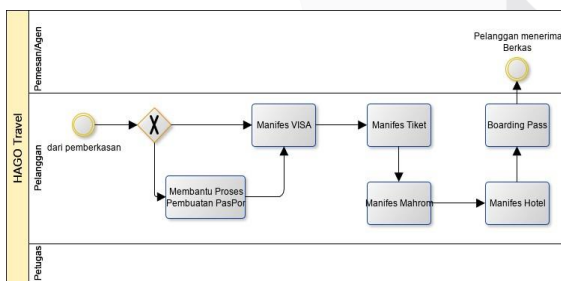 HAGO Travel
Pemesan/Agen
Pelanggan menerima
Berkas
Pelanggan
dari pemberkasan
X
Manifes VISA
Manifes Tiket
Boarding Pass
Membantu Proses
Pembuatan PasPor
Manifes Mahrom
Manifes Hotel
Petugas